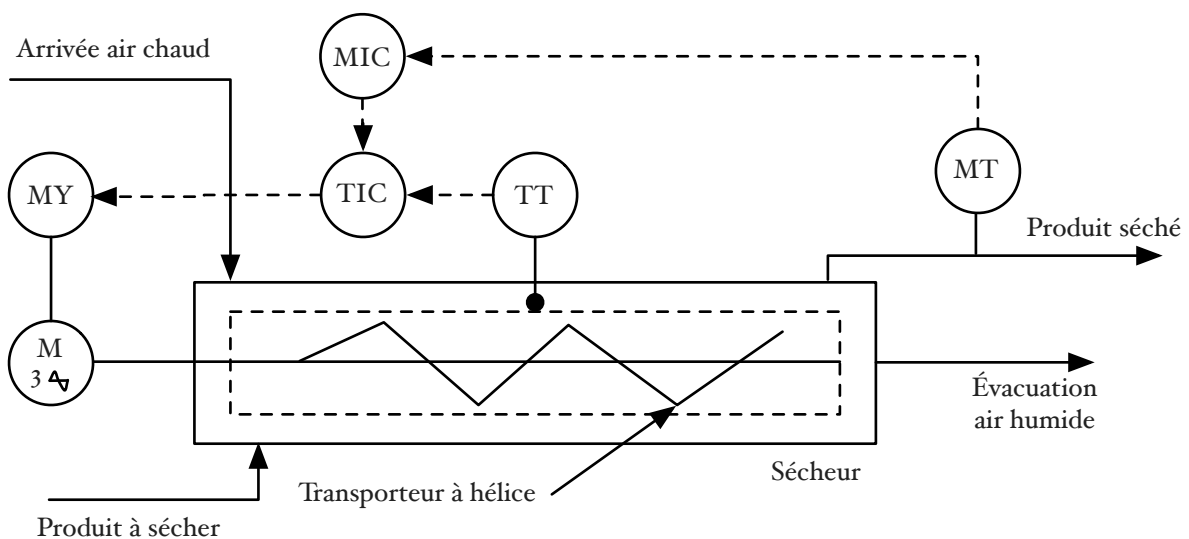 Arrivée air chaud
MIC
MT
MY
TIC
TT
Produit séché
M
3
Évacuation
air humide
Sécheur
Transporteur à hélice
Produit à sécher